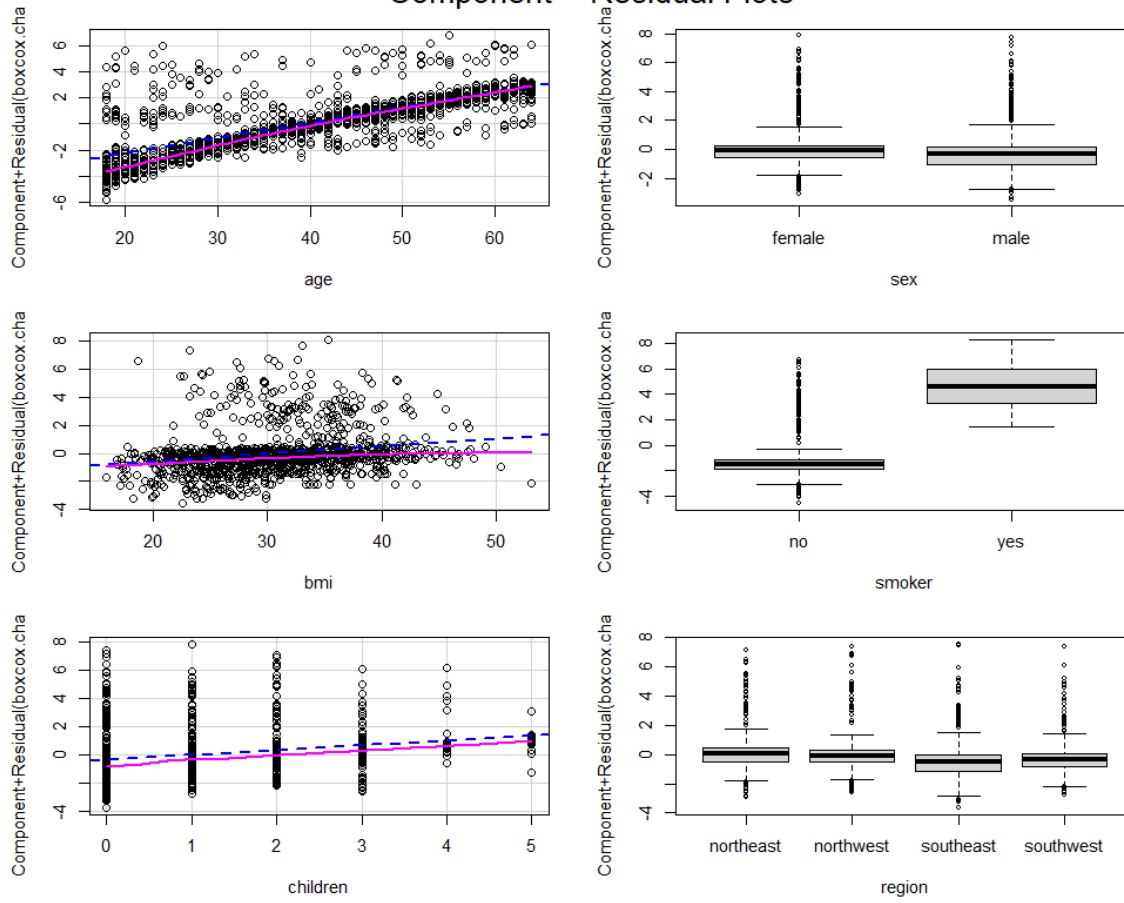 Component + Residual Plots
Component+Residual(boxcox.cha
6
2
-2
-6
20
30
40
50
60
age
Component+Residual(boxcox.cha
8
6
4
2
0
-2
female
male
sex
Component+Residual(boxcox.cha
8
6
4
2
0
-4
20
30
40
50
bmi
Component+Residual(boxcox.cha
8
6
4
2
0
-4
no
yes
smoker
Component+Residual(boxcox.cha
8
6
4
2
0
-4
0
1
2
3
4
5
children
Component+Residual(boxcox.cha
8
6
4
2
0
-4
northeast
northwest
southeast
southwest
region